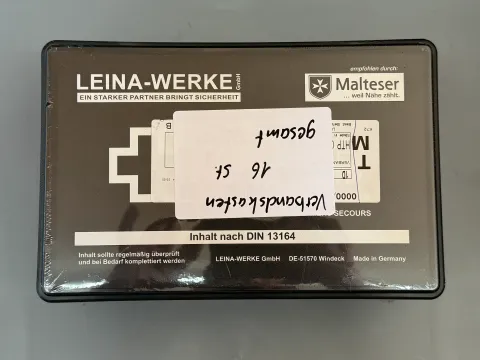 LEINA-WERKE GmbH
EIN STARKER PARTNER BRINGT SICHERHEIT
empfohlen durch:
Malteser
... weil Nähe zählt.
Verbandskasten
16 St.
gesamt
SECOURS
Inhalt nach DIN 13164
Inhalt sollte regelmäßig überprüft
und bei Bedarf komplettiert werden
LEINA-WERKE GmbH DE-51570 Windeck Made in Germany